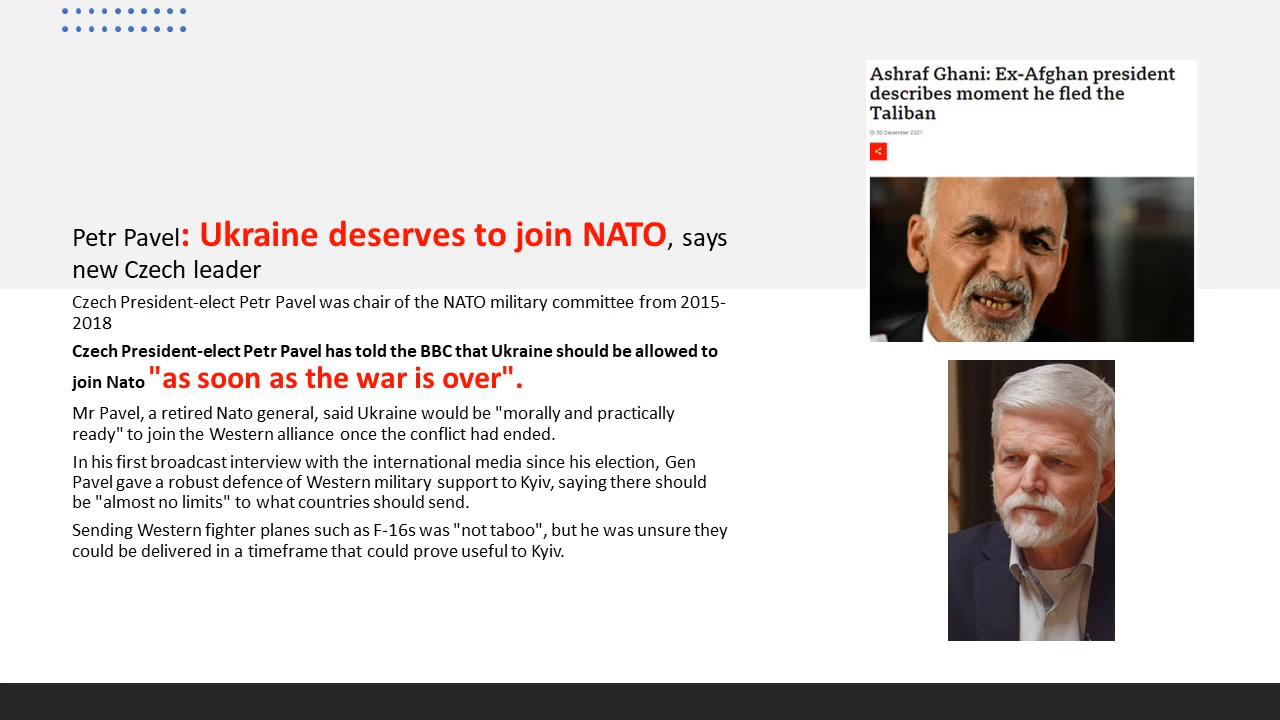 Ashraf Ghani: Ex-Afghan president
describes moment he fled the
Taliban
30 December 2021
Petr Pavel: Ukraine deserves to join NATO, says
new Czech leader
Czech President-elect Petr Pavel was chair of the NATO military committee from 2015-
2018
Czech President-elect Petr Pavel has told the BBC that Ukraine should be allowed to
join Nato "as soon as the war is over".
Mr Pavel, a retired Nato general, said Ukraine would be "morally and practically
ready" to join the Western alliance once the conflict had ended.
In his first broadcast interview with the international media since his election, Gen
Pavel gave a robust defence of Western military support to Kyiv, saying there should
be "almost no limits" to what countries should send.
Sending Western fighter planes such as F-16s was "not taboo", but he was unsure they
could be delivered in a timeframe that could prove useful to Kyiv.